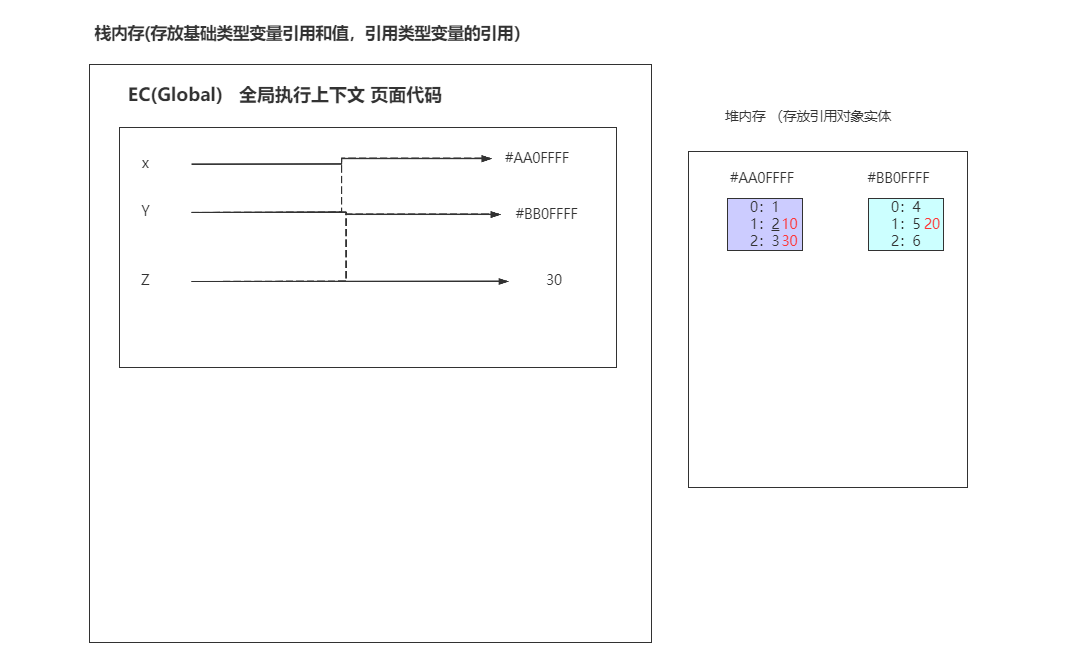 栈内存(存放基础类型变量引用和值，引用类型变量的引用)
EC(Global) 全局执行上下文 页面代码
堆内存 （存放引用对象实体
x
#AA0FFFF
Y
#BB0FFFF
Z
30
#AA0FFFF
#BB0FFFF
0: 1
1: 2 10
2: 3 30
0: 4
1: 5 20
2: 6